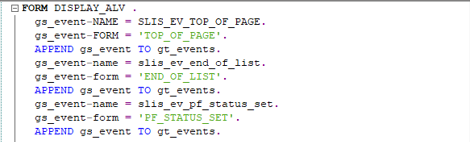 FORM DISPLAY_ALV .
gs_event-NAME = SLIS_EV_TOP_OF_PAGE.
gs_event-FORM = 'TOP_OF_PAGE'.
APPEND gs_event TO gt_events.
gs_event-name = slis_ev_end_of_list.
gs_event-form = 'END_OF_LIST'.
APPEND gs_event TO gt_events.
gs_event-name = slis_ev_pf_status_set.
gs_event-form = 'PF_STATUS_SET'.
APPEND gs_event TO gt_events.